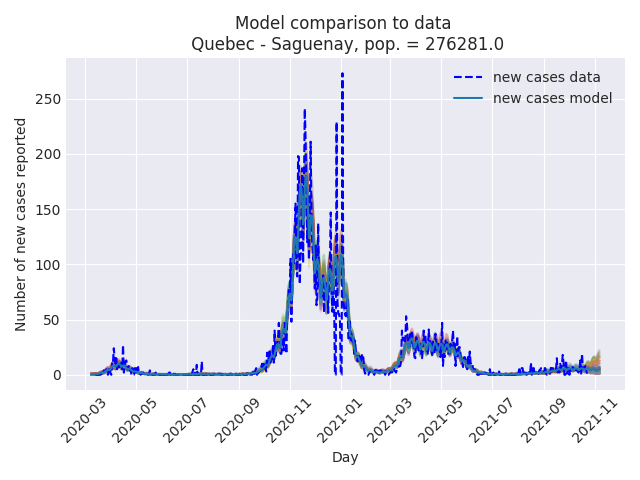 Model comparison to data
Quebec - Saguenay, pop. = 276281.0
new cases data
new cases model
Number of new cases reported
250
200
150
100
50
0
2020-03
2020-05
2020-07
2020-09
2020-11
2021-01
2021-03
2021-05
2021-07
2021-09
2021-11
Day